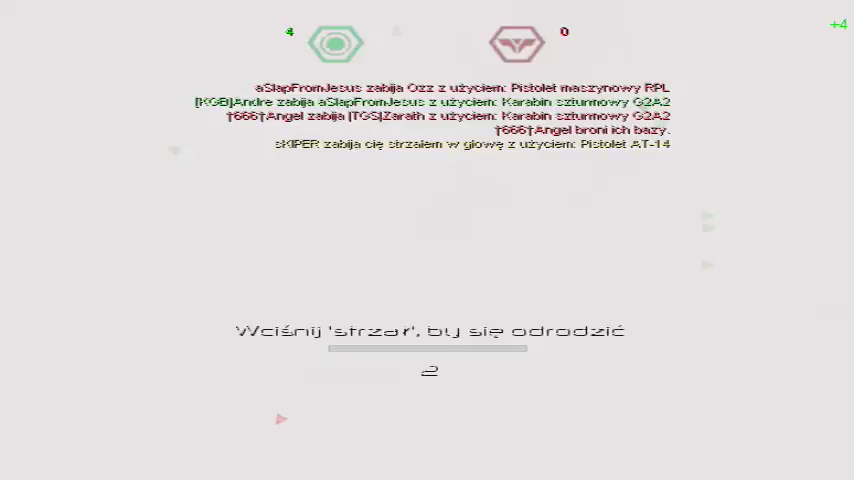 4
0
+4
aSlapFromJesus zabija Ozz z użyciem: Pistolet maszynowy RPL
[KGB]Andre zabija aSlapFromJesus z użyciem: Karabin szturmowy G2A2
†666†Angel zabija |TGS|Zarath z użyciem: Karabin szturmowy G2A2
†666†Angel broni ich bazy.
sKIPER zabija cię strzałem w głowę z użyciem: Pistolet AT-14
Wciśnij 'strzał', by się odrodzić
2